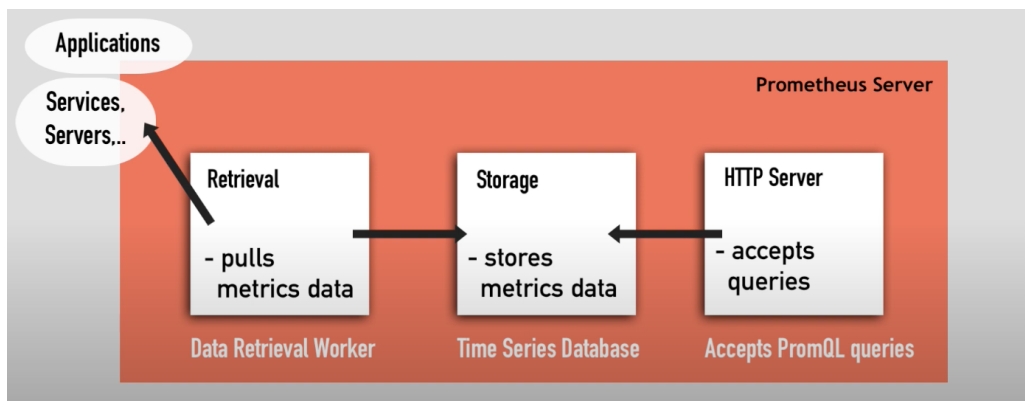 Applications
Services,
Servers,..
Prometheus Server
Retrieval
- pulls
metrics data
Data Retrieval Worker
Storage
- stores
metrics data
Time Series Database
HTTP Server
- accepts
queries
Accepts PromQL queries